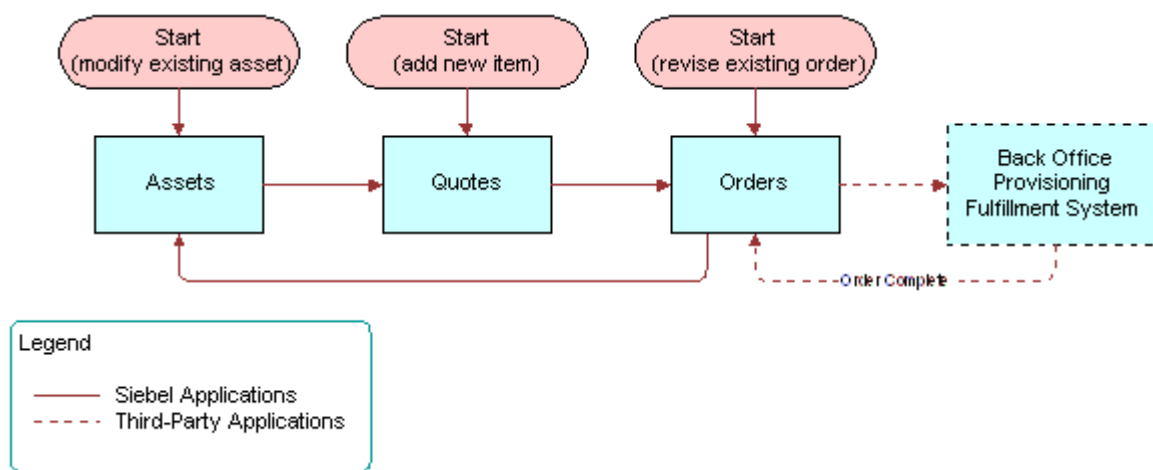 Start
(modify existing asset)
Start
(add new item)
Start
(revise existing order)
Assets
Quotes
Orders
Back Office
Provisioning
Fulfillment System
Order Complete
Legend
Siebel Applications
Third-Party Applications